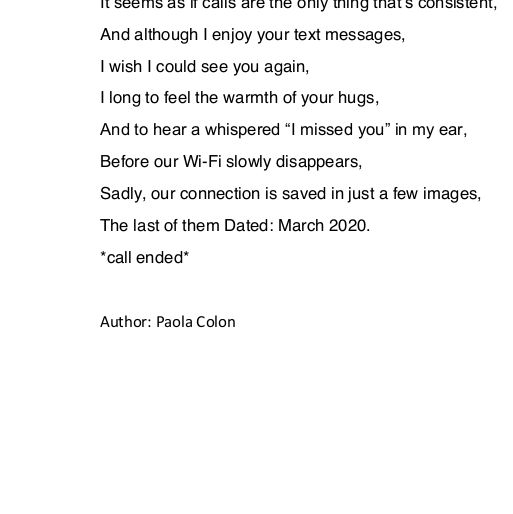 It seems as if calls are the only thing that's consistent,
And although I enjoy your text messages,
I wish I could see you again,
I long to feel the warmth of your hugs,
And to hear a whispered “I missed you” in my ear,
Before our Wi-Fi slowly disappears,
Sadly, our connection is saved in just a few images,
The last of them Dated: March 2020.
*call ended*
Author: Paola Colon